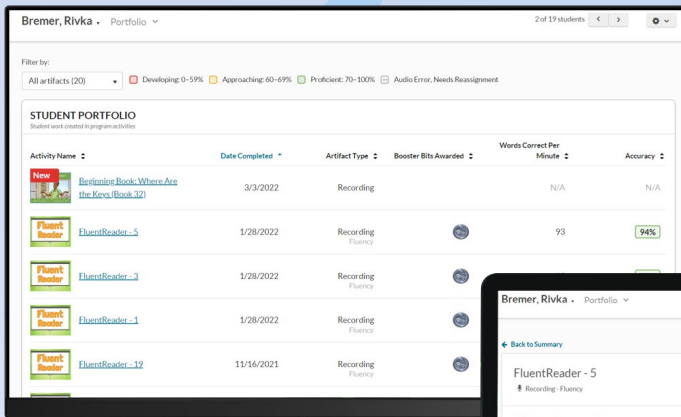 Bremer, Rivka Portfolio
2 of 19 students
Filter by:
All artifacts (20) Developing: 0-59% Approaching: 60-69% Proficient: 70-100% Audio Error, Needs Reassignment
STUDENT PORTFOLIO
Student work created in program activities
Activity Name Date Completed Artifact Type Booster Bits Awarded Words Correct Per Minute Accuracy
New Beginning Book: Where Are the Keys (Book 32) 3/3/2022 Recording N/A N/A
Fluent Reader FluentReader - 5 1/28/2022 Recording Fluency 93 94%
Fluent Reader FluentReader - 3 1/28/2022 Recording Fluency
Fluent Reader FluentReader - 1 1/28/2022 Recording Fluency
Fluent Reader FluentReader - 19 11/16/2021 Recording Fluency
Bremer, Rivka Portfolio
Back to Summary
FluentReader - 5
Recording - Fluency